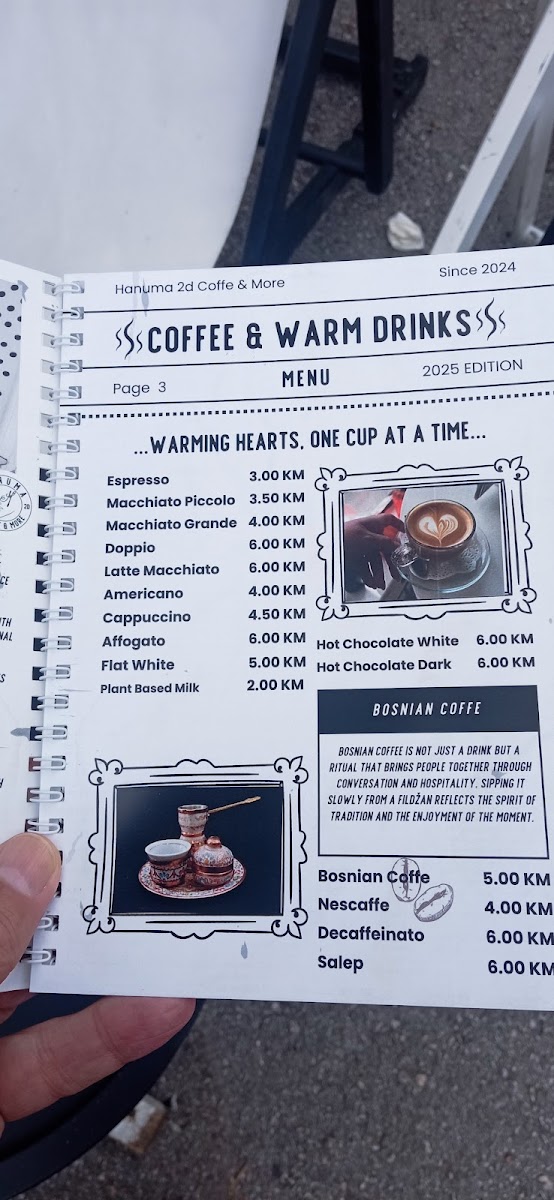 Hanuma 2d Coffe & More
Since 2024
COFFEE & WARM DRINKS
Page 3
MENU
2025 EDITION
...WARMING HEARTS, ONE CUP AT A TIME...
Espresso 3.00 KM
Macchiato Piccolo 3.50 KM
Macchiato Grande 4.00 KM
Doppio 6.00 KM
Latte Macchiato 6.00 KM
Americano 4.00 KM
Cappuccino 4.50 KM
Affogato 6.00 KM
Flat White 5.00 KM
Plant Based Milk 2.00 KM
Hot Chocolate White 6.00 KM
Hot Chocolate Dark 6.00 KM
BOSNIAN COFFE
BOSNIAN COFFEE IS NOT JUST A DRINK BUT A
RITUAL THAT BRINGS PEOPLE TOGETHER THROUGH
CONVERSATION AND HOSPITALITY. SIPPING IT
SLOWLY FROM A FILDŽAN REFLECTS THE SPIRIT OF
TRADITION AND THE ENJOYMENT OF THE MOMENT.
Bosnian Coffe 5.00 KM
Nescaffe 4.00 KM
Decaffeinato 6.00 KM
Salep 6.00 KM